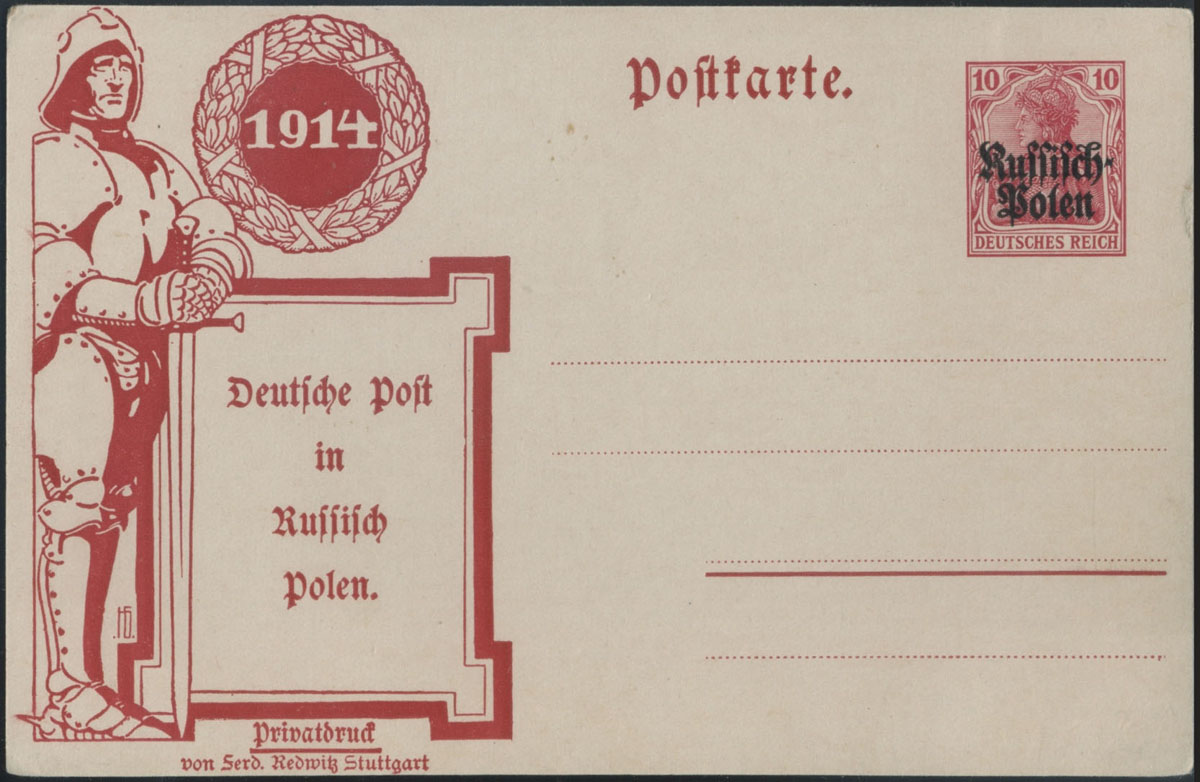 1914
Postkarte.
10 10
Russisch-
Polen
DEUTSCHES REICH
Deutsche Post
in
Russisch
Polen.
Privatdruck
von Ferd. Redwitz Stuttgart